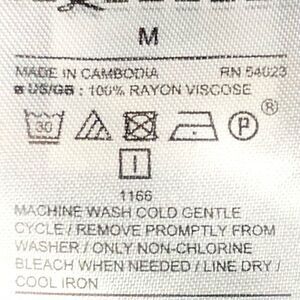 M
MADE IN CAMBODIA RN 54023
US/GB : 100% RAYON VISCOSE
30 P ®
I
1166
MACHINE WASH COLD GENTLE
CYCLE / REMOVE PROMPTLY FROM
WASHER / ONLY NON-CHLORINE
BLEACH WHEN NEEDED / LINE DRY /
COOL IRON